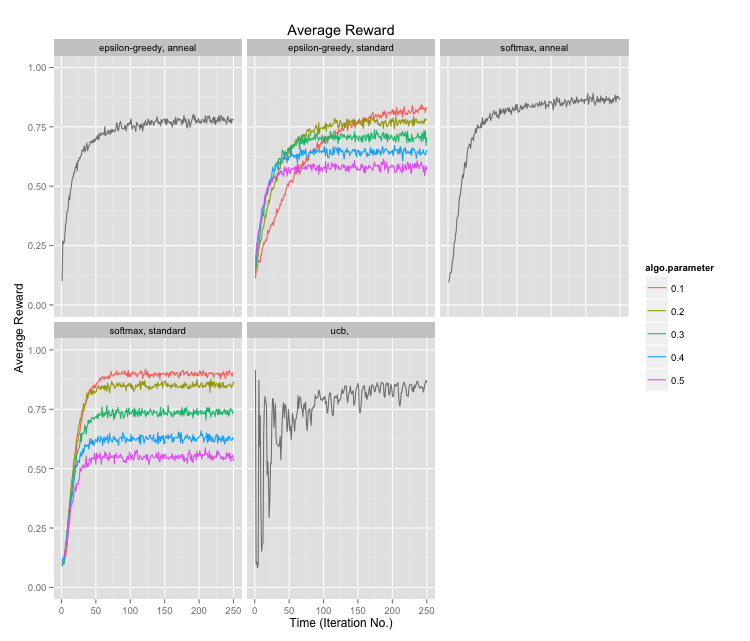 Average Reward
epsilon-greedy, anneal
epsilon-greedy, standard
softmax, anneal
1.00
0.75
0.50
0.25
0.00
Average Reward
softmax, standard
ucb,
1.00
0.75
0.50
0.25
0.00
0 50 100 150 200 250
0 50 100 150 200 250
Time (Iteration No.)
algo.parameter
0.1
0.2
0.3
0.4
0.5